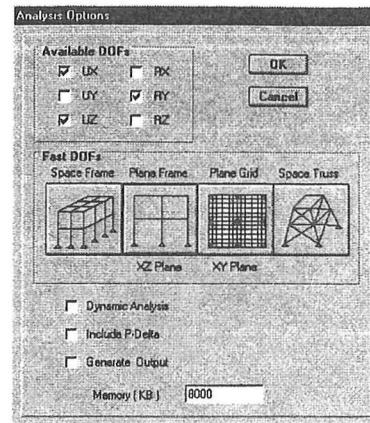 Analysis Options
Available DOFs
UX RX
UY RY
UZ RZ
OK
Cancel
Fast DOFs
Space Frame Plane Frame Plane Grid Space Truss
XZ Plane XY Plane
Dynamic Analysis
Include P-Delta
Generate Output
Memory ( KB ) 8000